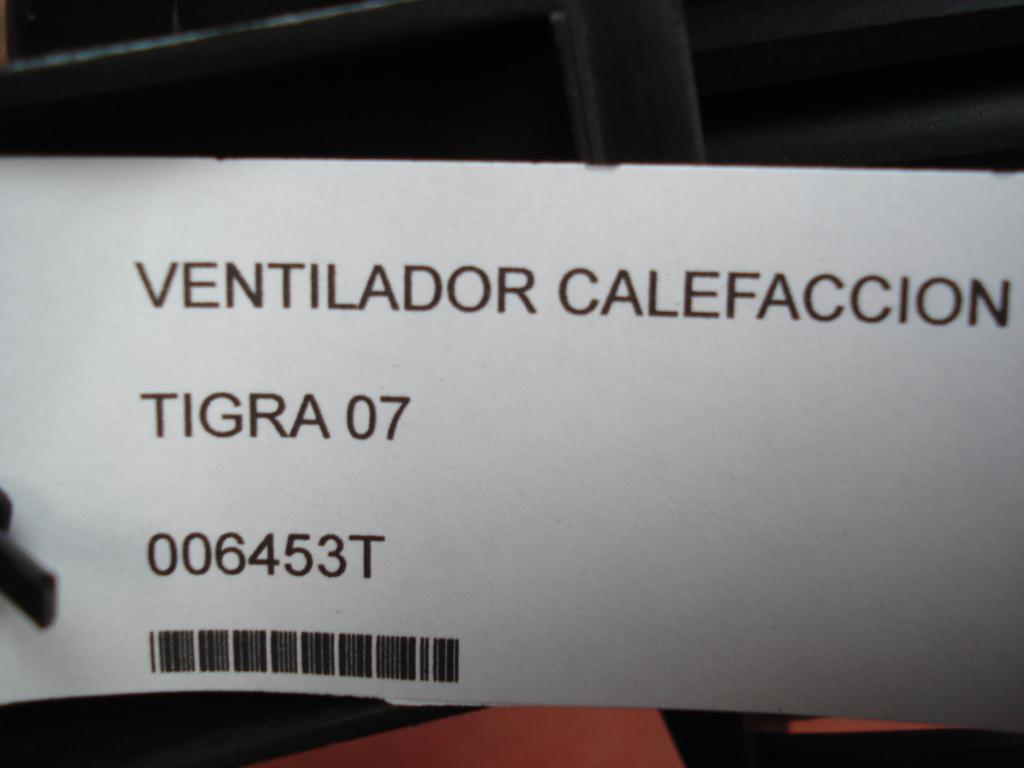 VENTILADOR CALEFACCION
TIGRA 07
006453T